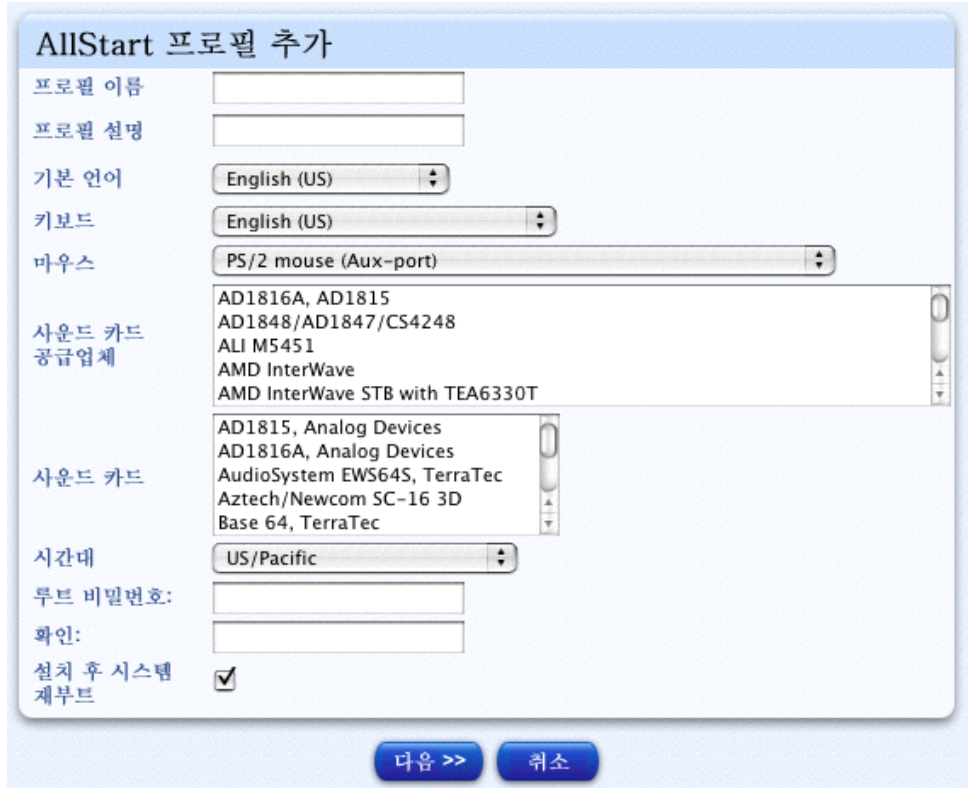 AllStart 프로필 추가
프로필 이름
프로필 설명
기본 언어
English (US)
키보드
English (US)
마우스
PS/2 mouse (Aux-port)
사운드 카드
공급업체
AD1816A, AD1815
AD1848/AD1847/CS4248
ALI M5451
AMD InterWave
AMD InterWave STB with TEA6330T
사운드 카드
AD1815, Analog Devices
AD1816A, Analog Devices
AudioSystem EWS64S, TerraTec
Aztech/Newcom SC-16 3D
Base 64, TerraTec
시간대
US/Pacific
루트 비밀번호:
확인:
설치 후 시스템
재부트
다음 >>
취소